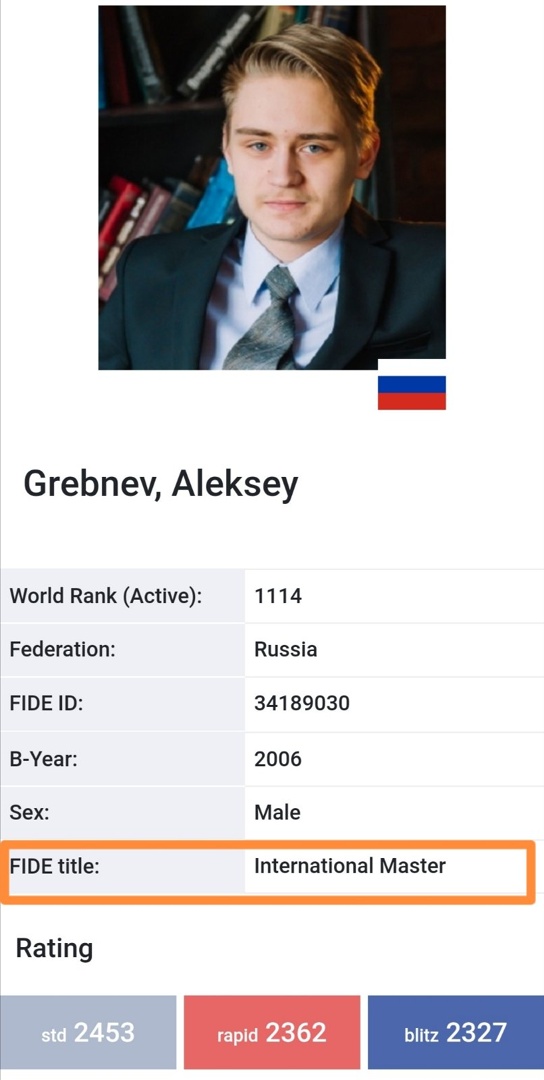 Grebnev, Aleksey
World Rank (Active): 1114
Federation: Russia
FIDE ID: 34189030
B-Year: 2006
Sex: Male
FIDE title: International Master
Rating
std 2453 rapid 2362 blitz 2327